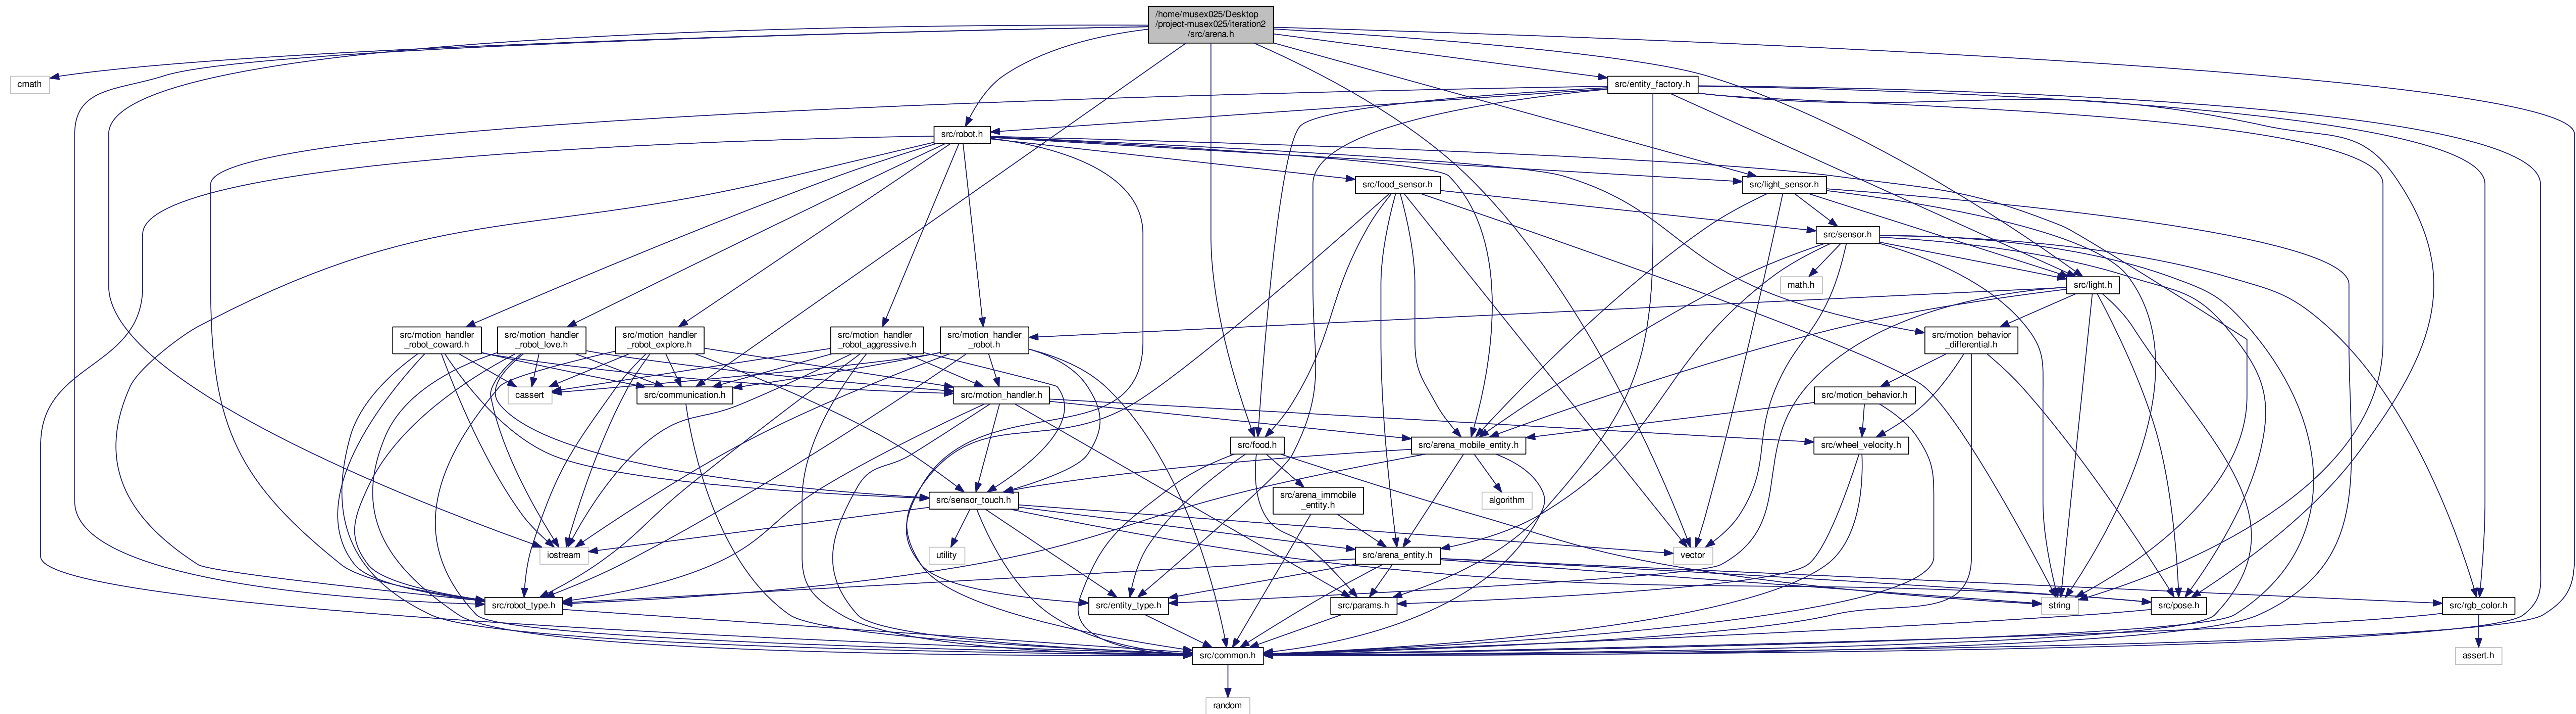 /home/musex025/Desktop
/project-musex025/iteration2
/src/arena.h
cmath
src/entity_factory.h
src/robot.h
src/food_sensor.h
src/light_sensor.h
src/sensor.h
math.h
src/light.h
src/motion_handler
_robot_coward.h
src/motion_handler
_robot_love.h
src/motion_handler
_robot_explore.h
src/motion_handler
_robot_aggressive.h
src/motion_handler
_robot.h
src/motion_behavior
_differential.h
cassert
src/communication.h
src/motion_handler.h
src/motion_behavior.h
src/food.h
src/arena_mobile_entity.h
src/wheel_velocity.h
src/sensor_touch.h
src/arena_immobile
_entity.h
algorithm
iostream
utility
src/arena_entity.h
vector
src/robot_type.h
src/entity_type.h
src/params.h
string
src/pose.h
src/rgb_color.h
src/common.h
assert.h
random